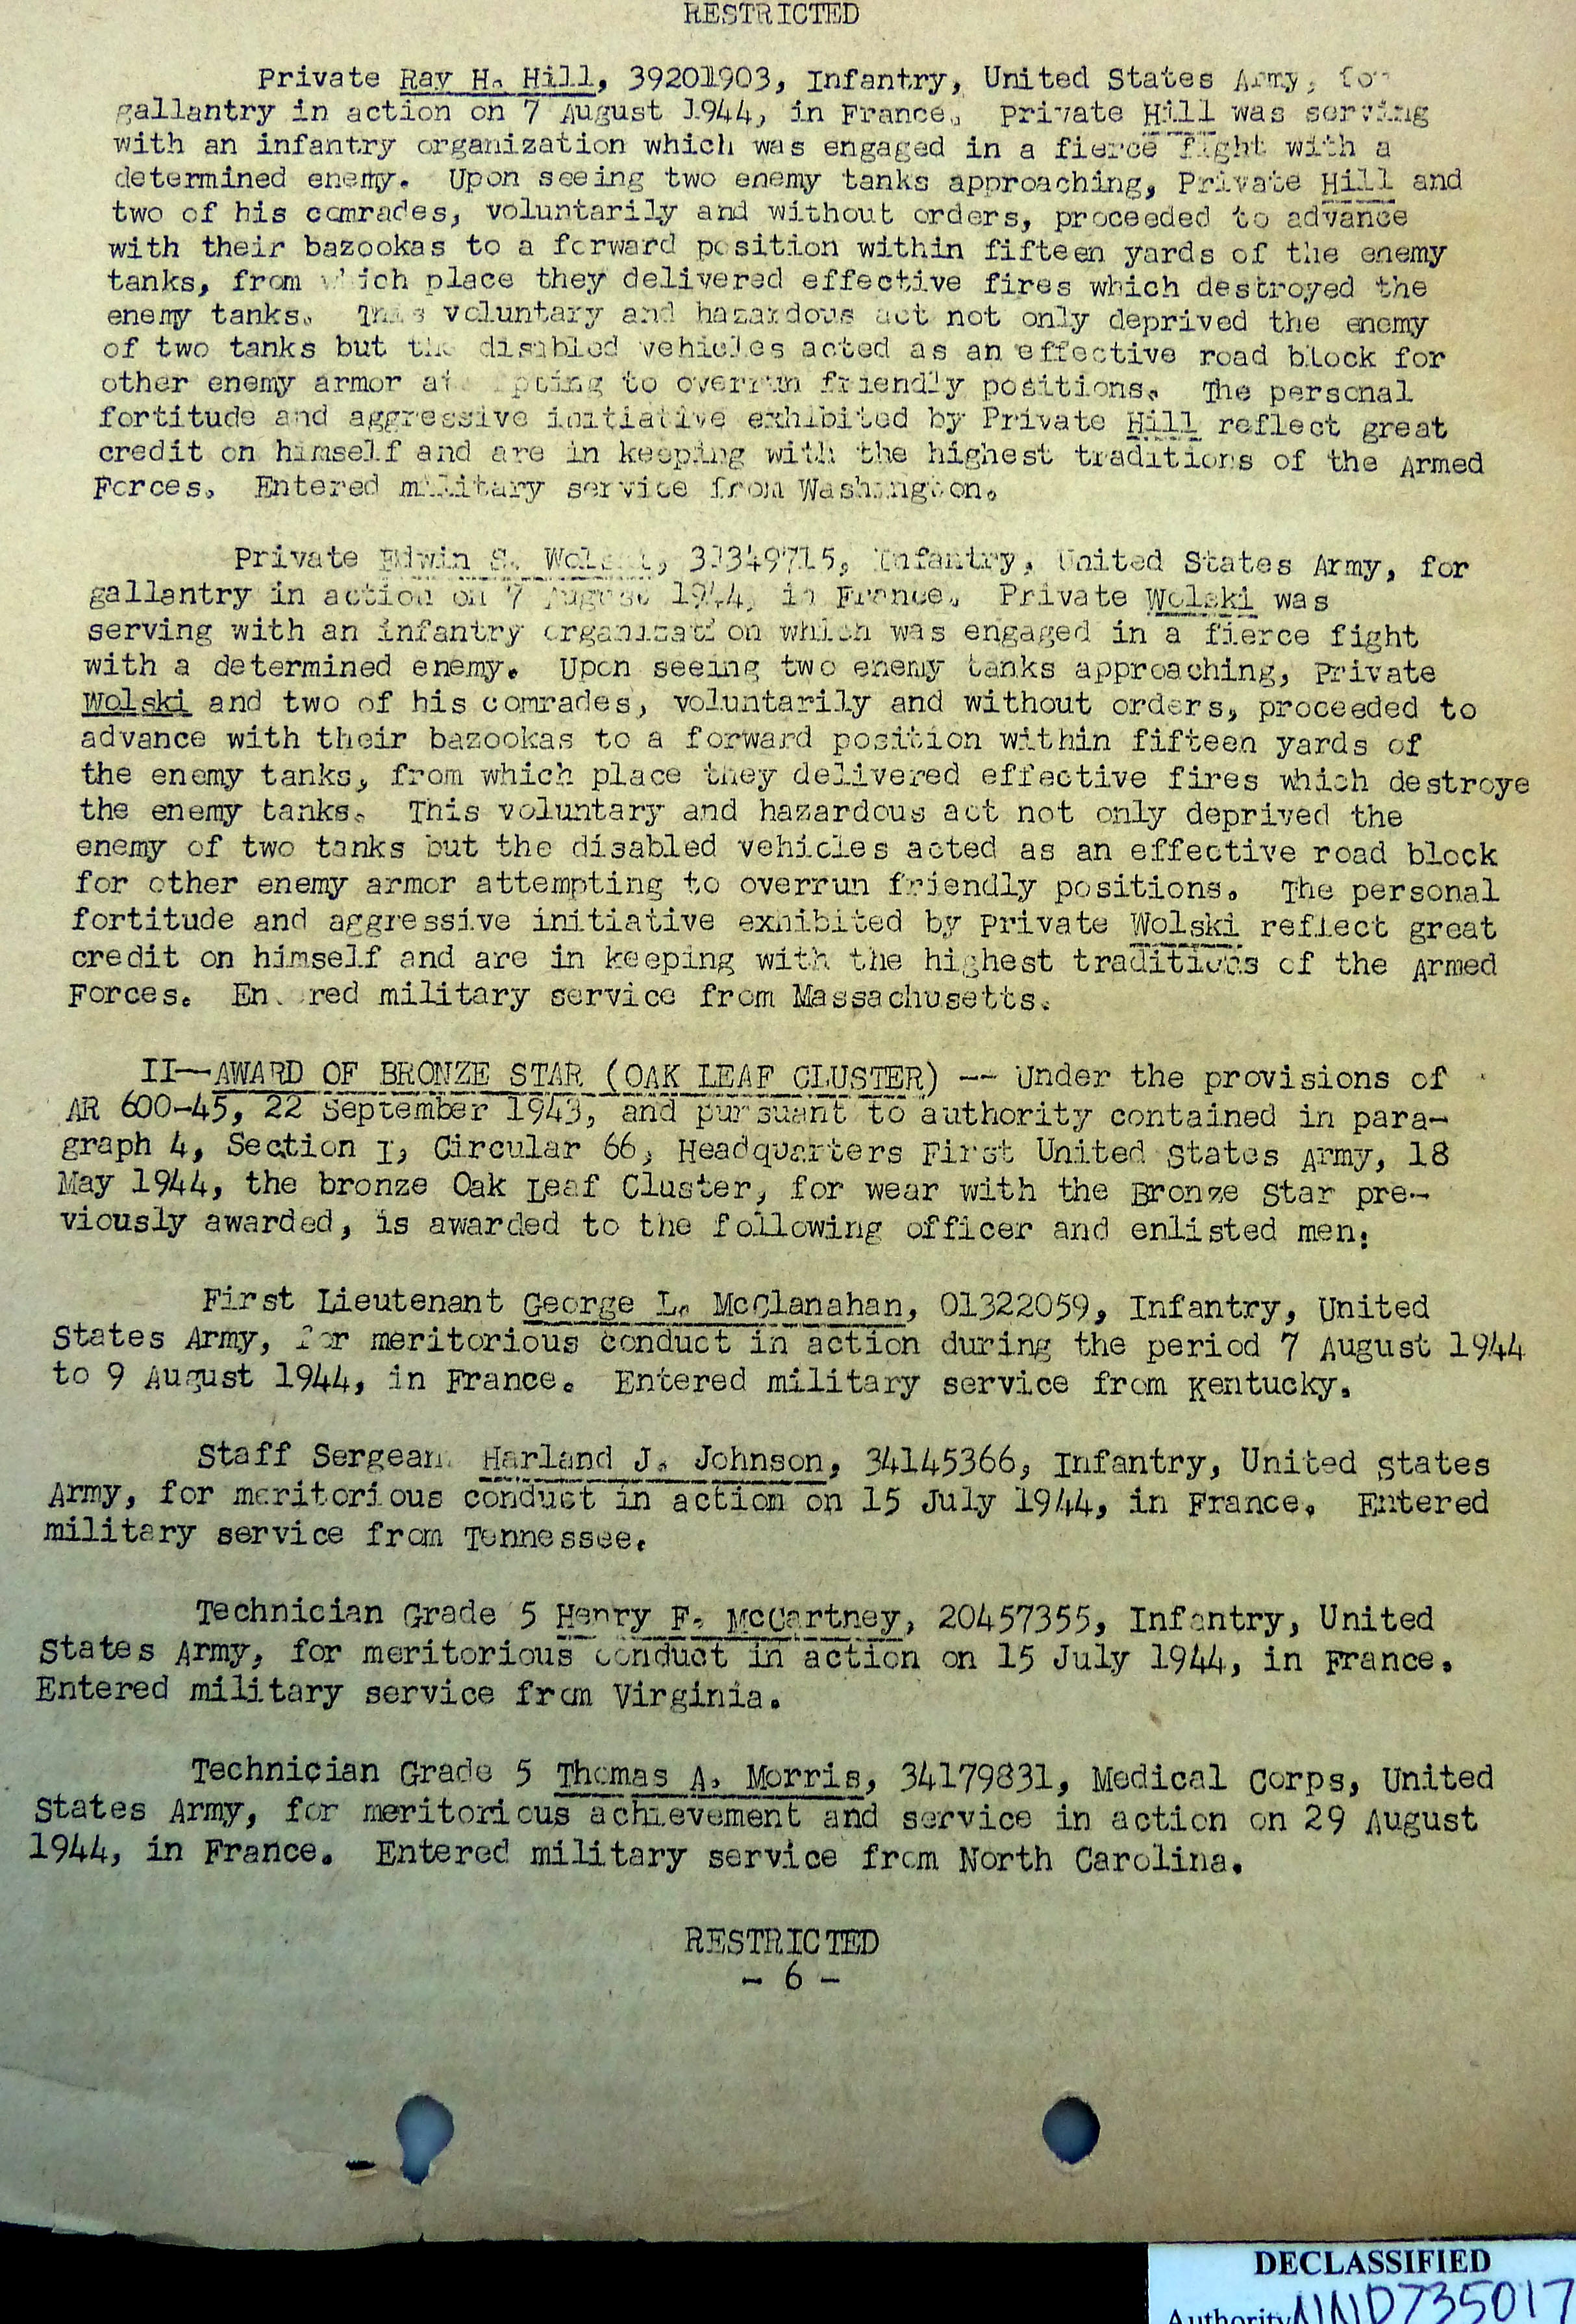 RESTRICTED
Private Ray H. Hill, 39201903, Infantry, United States Army, for
gallantry in action on 7 August 1944, in France. Private Hill was serving
with an infantry organization which was engaged in a fierce fight with a
determined enemy. Upon seeing two enemy tanks approaching, Private Hill and
two of his comrades, voluntarily and without orders, proceeded to advance
with their bazookas to a forward position within fifteen yards of the enemy
tanks, from which place they delivered effective fires which destroyed the
enemy tanks. This voluntary and hazardous act not only deprived the enemy
of two tanks but the disabled vehicles acted as an effective road block for
other enemy armor attempting to overrun friendly positions. The personal
fortitude and aggressive initiative exhibited by Private Hill reflect great
credit on himself and are in keeping with the highest traditions of the Armed
Forces. Entered military service from Washington.
Private Edwin S. Wolski, Infantry, United States Army, for
gallantry in action on 7 August 1944, in France. Private Wolski was
serving with an infantry organization which was engaged in a fierce fight
with a determined enemy. Upon seeing two enemy tanks approaching, Private
Wolski and two of his comrades, voluntarily and without orders, proceeded to
advance with their bazookas to a forward position within fifteen yards of
the enemy tanks, from which place they delivered effective fires which destroye
the enemy tanks. This voluntary and hazardous act not only deprived the
enemy of two tanks but the disabled vehicles acted as an effective road block
for other enemy armor attempting to overrun friendly positions. The personal
fortitude and aggressive initiative exhibited by Private Wolski reflect great
credit on himself and are in keeping with the highest traditions of the Armed
Forces. Entered military service from Massachusetts.
II—AWARD OF BRONZE STAR (OAK LEAF CLUSTER) -- Under the provisions of
AR 600-45, 22 September 1943, and pursuant to authority contained in para-
graph 4, Section I, Circular 66, Headquarters First United States Army, 18
May 1944, the bronze Oak Leaf Cluster, for wear with the Bronze Star pre-
viously awarded, is awarded to the following officer and enlisted men:
First Lieutenant George L. McClanahan, 01322059, Infantry, United
States Army, for meritorious conduct in action during the period 7 August 1944
to 9 August 1944, in France. Entered military service from Kentucky.
Staff Sergeant Harland J. Johnson, 34145366, Infantry, United States
Army, for meritorious conduct in action on 15 July 1944, in France. Entered
military service from Tennessee.
Technician Grade 5 Henry F. McCartney, 20457355, Infantry, United
States Army, for meritorious conduct in action on 15 July 1944, in France.
Entered military service from Virginia.
Technician Grade 5 Thomas A. Morris, 34179831, Medical Corps, United
States Army, for meritorious achievement and service in action on 29 August
1944, in France. Entered military service from North Carolina.
RESTRICTED
- 6 -
DECLASSIFIED
Authority NND735017